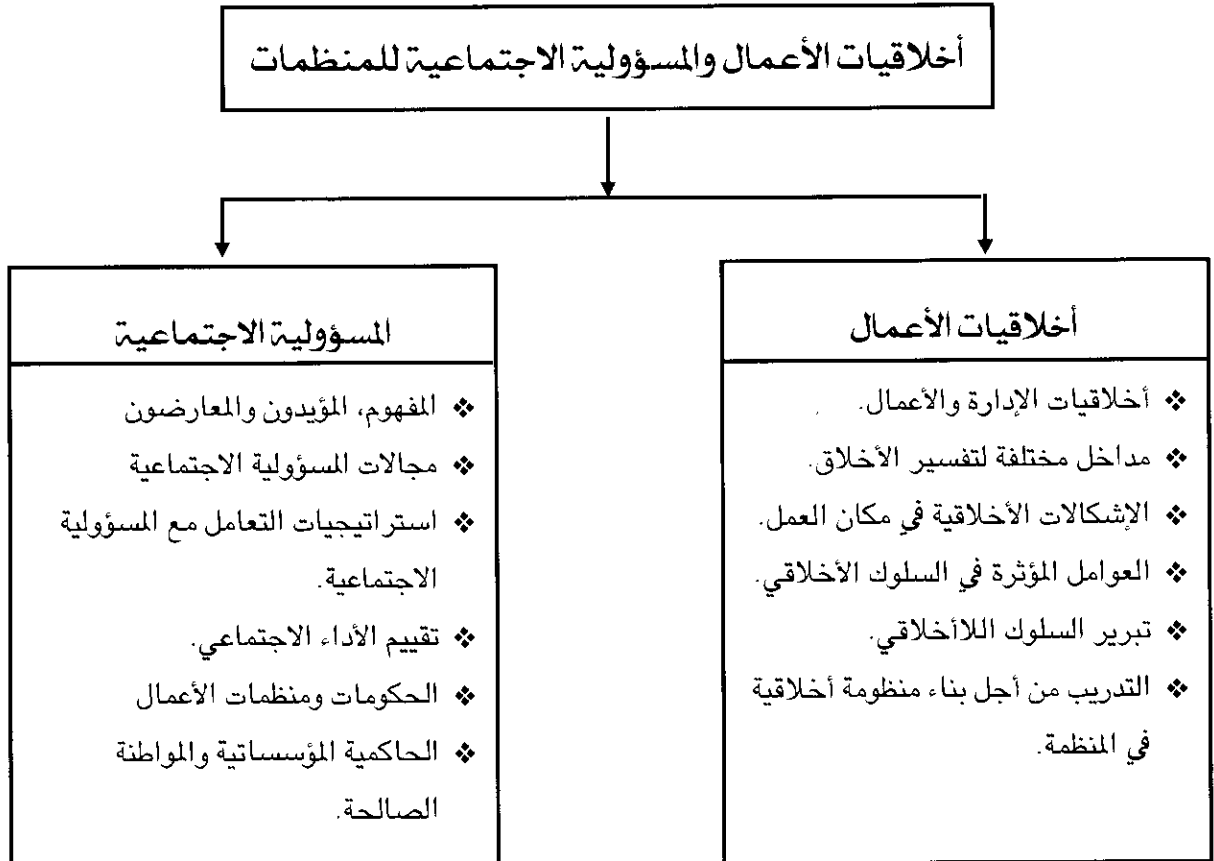 أخلاقيات الأعمال والمسؤولية الاجتماعية للمنظمات
أخلاقيات الأعمال
❖ أخلاقيات الإدارة والأعمال.
❖ مداخل مختلفة لتفسير الأخلاق.
❖ الإشكالات الأخلاقية في مكان العمل.
❖ العوامل المؤثرة في السلوك الأخلاقي.
❖ تبرير السلوك اللاأخلاقي.
❖ التدريب من أجل بناء منظومة أخلاقية
في المنظمة.
المسؤولية الاجتماعية
❖ المفهوم، المؤيدون والمعارضون
❖ مجالات المسؤولية الاجتماعية
❖ استراتيجيات التعامل مع المسؤولية
الاجتماعية.
❖ تقييم الأداء الاجتماعي.
❖ الحكومات ومنظمات الأعمال
❖ الحاكمية المؤسساتية والمواطنة
الصالحة.